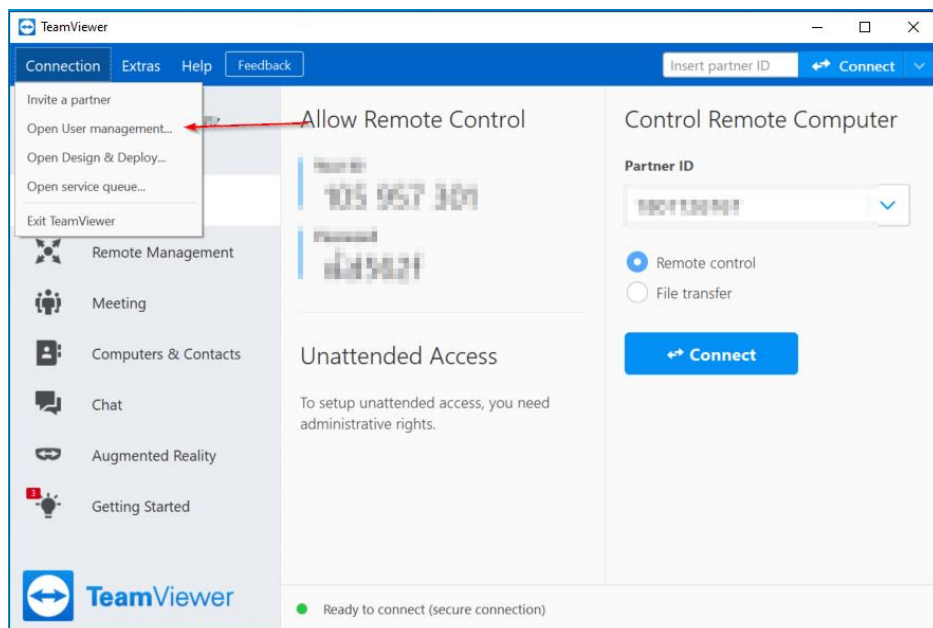 TeamViewer
Connection Extras Help Feedback
Insert partner ID Connect
Invite a partner
Open User management...
Open Design & Deploy...
Open service queue...
Exit TeamViewer
Remote Management
Meeting
Computers & Contacts
Chat
Augmented Reality
3
Getting Started
TeamViewer
Allow Remote Control
Unattended Access
To setup unattended access, you need
administrative rights.
Control Remote Computer
Partner ID
Remote control
File transfer
Connect
Ready to connect (secure connection)